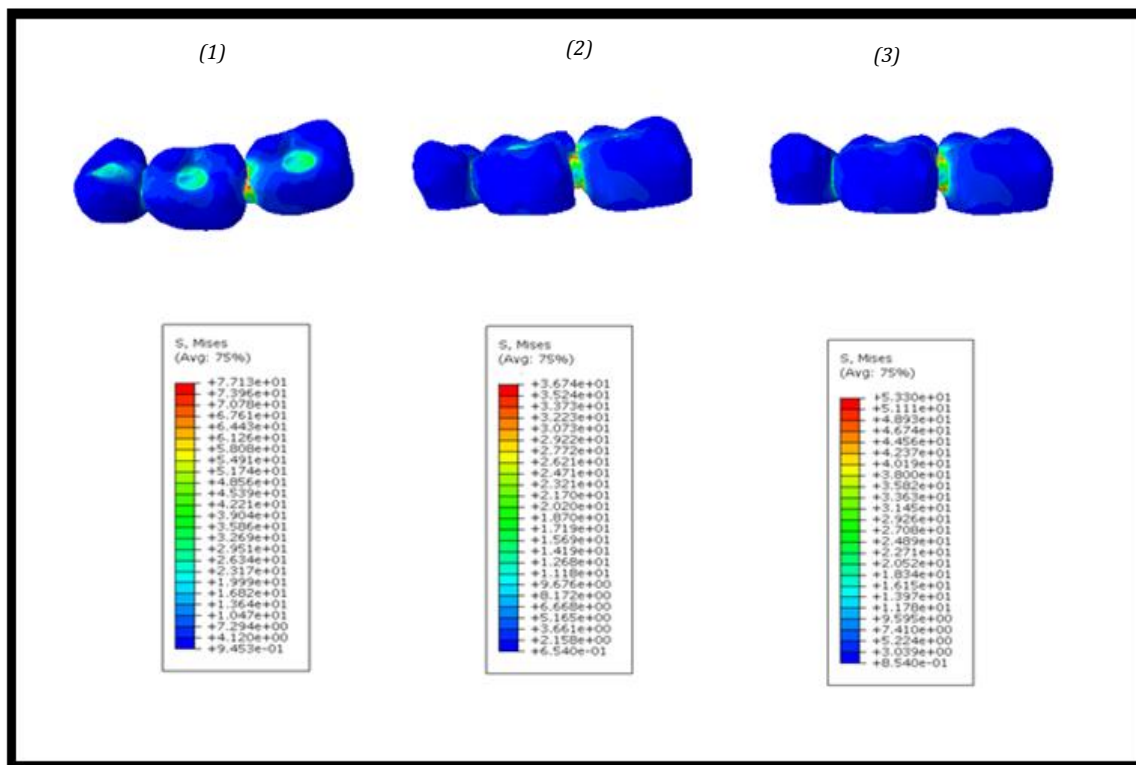 (1)
(2)
(3)
S, Mises
(Avg: 75%)
+7.713e+01
+7.396e+01
+7.078e+01
+6.761e+01
+6.443e+01
+6.126e+01
+5.808e+01
+5.491e+01
+5.174e+01
+4.856e+01
+4.539e+01
+4.221e+01
+3.904e+01
+3.586e+01
+3.269e+01
+2.951e+01
+2.634e+01
+2.317e+01
+1.999e+01
+1.682e+01
+1.364e+01
+1.047e+01
+7.294e+00
+4.120e+00
+9.453e-01
S, Mises
(Avg: 75%)
+3.674e+01
+3.524e+01
+3.373e+01
+3.223e+01
+3.073e+01
+2.922e+01
+2.772e+01
+2.621e+01
+2.471e+01
+2.321e+01
+2.170e+01
+2.020e+01
+1.870e+01
+1.719e+01
+1.569e+01
+1.419e+01
+1.268e+01
+1.118e+01
+9.676e+00
+8.172e+00
+6.668e+00
+5.165e+00
+3.661e+00
+2.158e+00
+6.540e-01
S, Mises
(Avg: 75%)
+5.330e+01
+5.111e+01
+4.893e+01
+4.674e+01
+4.456e+01
+4.237e+01
+4.019e+01
+3.800e+01
+3.582e+01
+3.363e+01
+3.145e+01
+2.926e+01
+2.708e+01
+2.489e+01
+2.271e+01
+2.052e+01
+1.834e+01
+1.615e+01
+1.397e+01
+1.178e+01
+9.595e+00
+7.410e+00
+5.224e+00
+3.039e+00
+8.540e-01